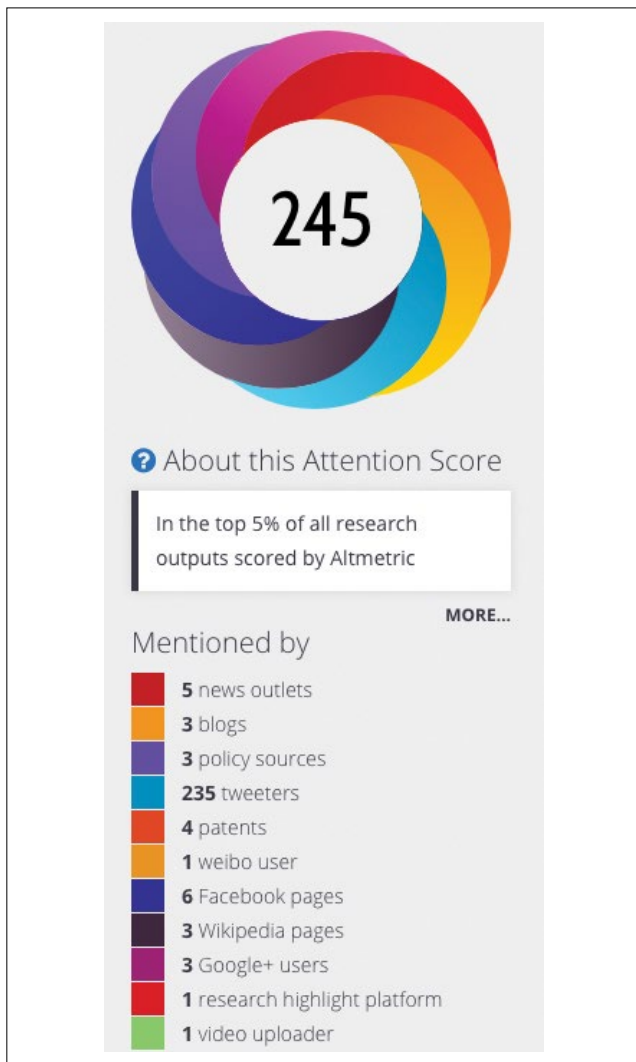 245
? About this Attention Score
In the top 5% of all research
outputs scored by Altmetric
MORE...
Mentioned by
5 news outlets
3 blogs
3 policy sources
235 tweeters
4 patents
1 weibo user
6 Facebook pages
3 Wikipedia pages
3 Google+ users
1 research highlight platform
1 video uploader